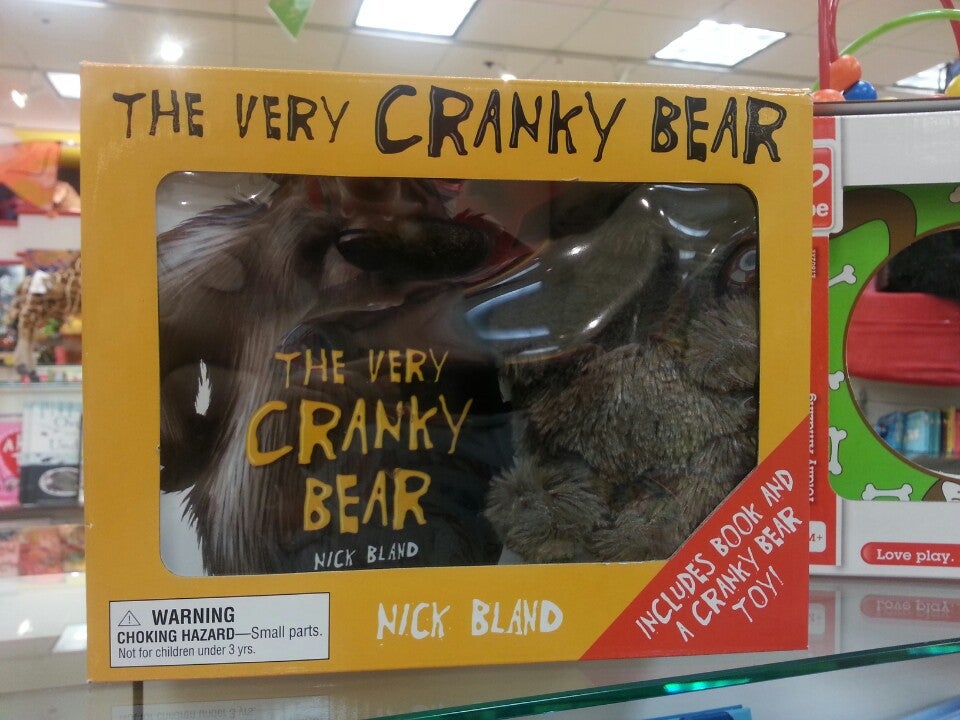 THE VERY CRANKY BEAR
THE VERY
CRANKY
BEAR
NICK BLAND
INCLUDES BOOK AND
A CRANKY BEAR
TOY!
WARNING
CHOKING HAZARD—Small parts.
Not for children under 3 yrs.
NICK BLAND
Love play.